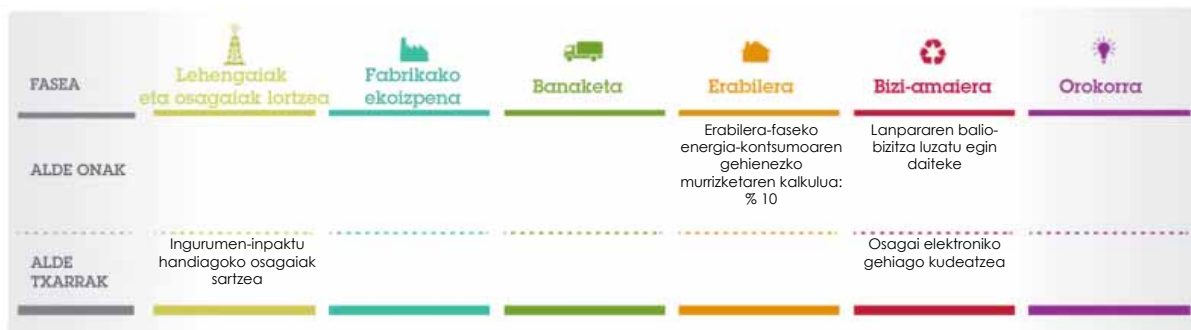 FASEA
Lehengaiak
eta osagaiak lortzea
Fabrikako
ekoizpena
Banaketa
Erabilera
Bizi-amaiera
Orokorra
ALDE ONAK
Erabilera-faseko
energia-kontsumoaren
gehienezko
murrizketaren kalkulua:
% 10
Lanpararen balio-
bizitza luzatu egin
daiteke
ALDE
TXARRAK
Ingurumen-inpaktu
handiagoko osagaiak
sartzea
Osagai elektroniko
gehiago kudeatzea